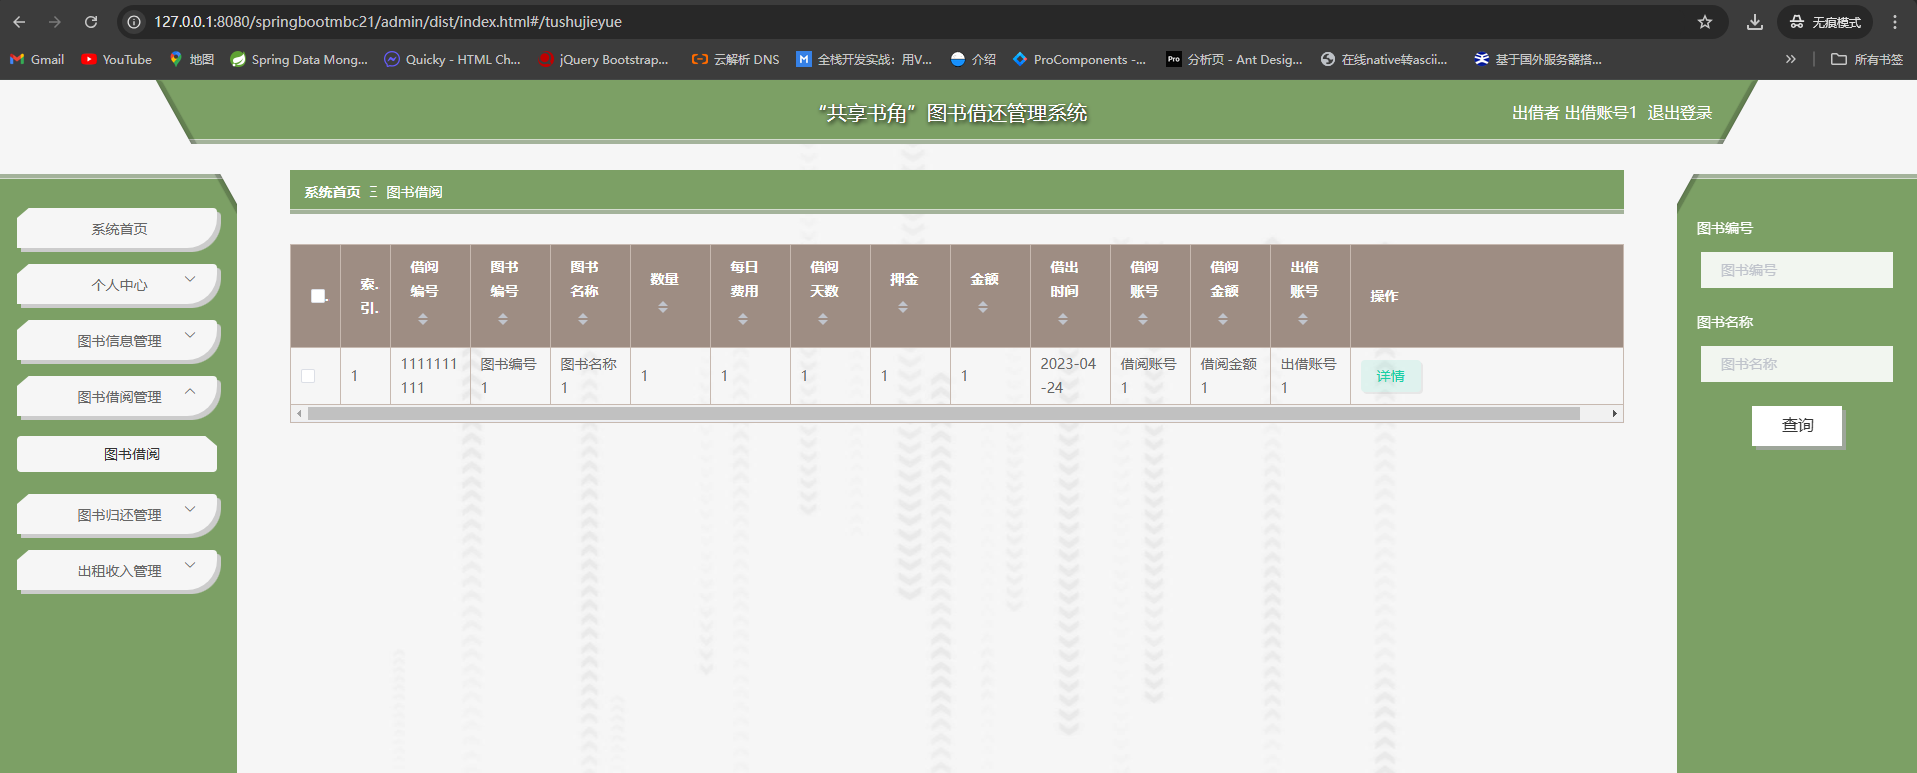 127.0.0.1:8080/springbootmbc21/admin/dist/index.html#/tushujieyue
无痕模式
Gmail YouTube 地图 Spring Data Mong... Quicky - HTML Ch... jQuery Bootstrap... 云解析 DNS 全栈开发实战：用V... 介绍 ProComponents -... 分析页 - Ant Desig... 在线native转ascii... 基于国外服务器搭... 所有书签
“共享书角”图书借还管理系统
出借者 出借账号1 退出登录
系统首页
个人中心
图书信息管理
图书借阅管理
图书借阅
图书归还管理
出租收入管理
系统首页 Ξ 图书借阅
索. 引. 借阅编号 图书编号 图书名称 数量 每日费用 借阅天数 押金 金额 借出时间 借阅账号 借阅金额 出借账号 操作
1 1111111111 图书编号1 图书名称1 1 1 1 1 1 2023-04-24 借阅账号1 借阅金额1 出借账号1 详情
图书编号
图书编号
图书名称
图书名称
查询